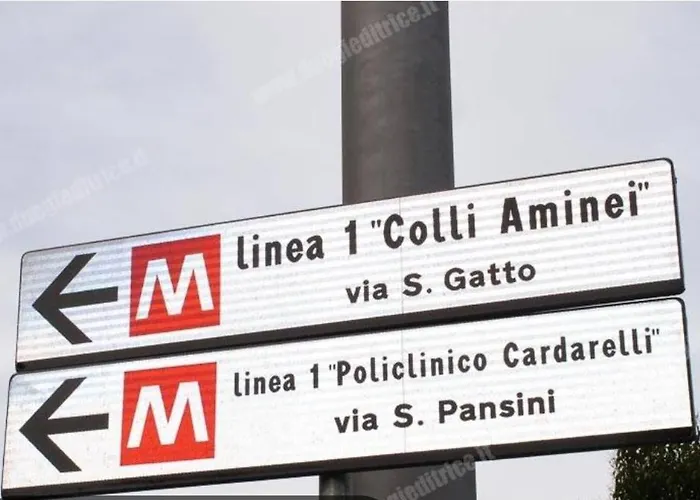 M linea 1 "Colli Aminei"
via S. Gatto
M linea 1 "Policlinico Cardarelli"
via S. Pansini